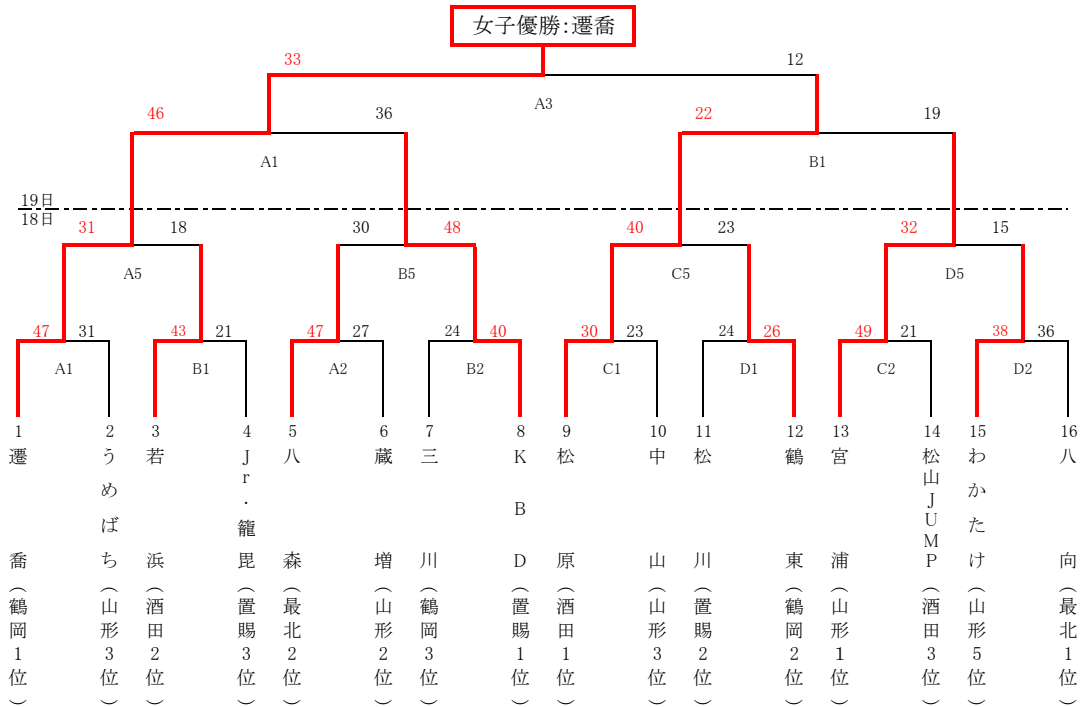 女子優勝:遷喬
33
12
A3
46
36
22
19
A1
B1
19日
18日
31
18
30
48
40
23
32
15
A5
B5
C5
D5
47
31
43
21
47
27
24
40
30
23
24
26
49
21
38
36
A1
B1
A2
B2
C1
D1
C2
D2
1
2
3
4
5
6
7
8
9
10
11
12
13
14
15
16
遷喬(鶴岡1位)
うめばち(山形3位)
若浜(酒田2位)
Jr.籠毘(置賜3位)
八森(最北2位)
蔵増(山形2位)
三川(鶴岡3位)
KBD(置賜1位)
松原(酒田1位)
中山(山形3位)
松川(置賜2位)
鶴東(鶴岡2位)
宮浦(山形1位)
松山JUMP(酒田3位)
わかたけ(山形5位)
八向(最北1位)